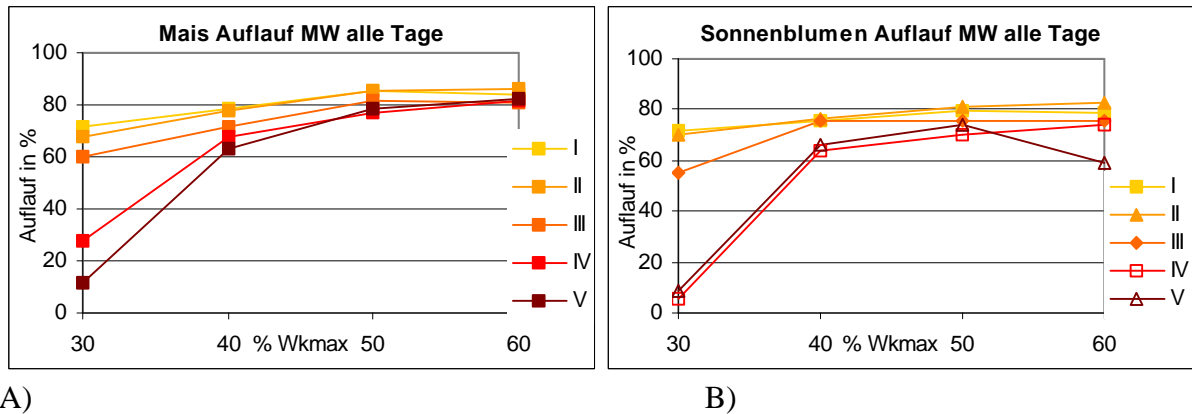 Mais Auflauf MW alle Tage
100
80
60
40
20
0
Auflauf in %
30 40 % Wkmax 50 60
I
II
III
IV
V
Sonnenblumen Auflauf MW alle Tage
100
80
60
40
20
0
Auflauf in %
30 40 % Wkmax 50 60
I
II
III
IV
V
A) B)